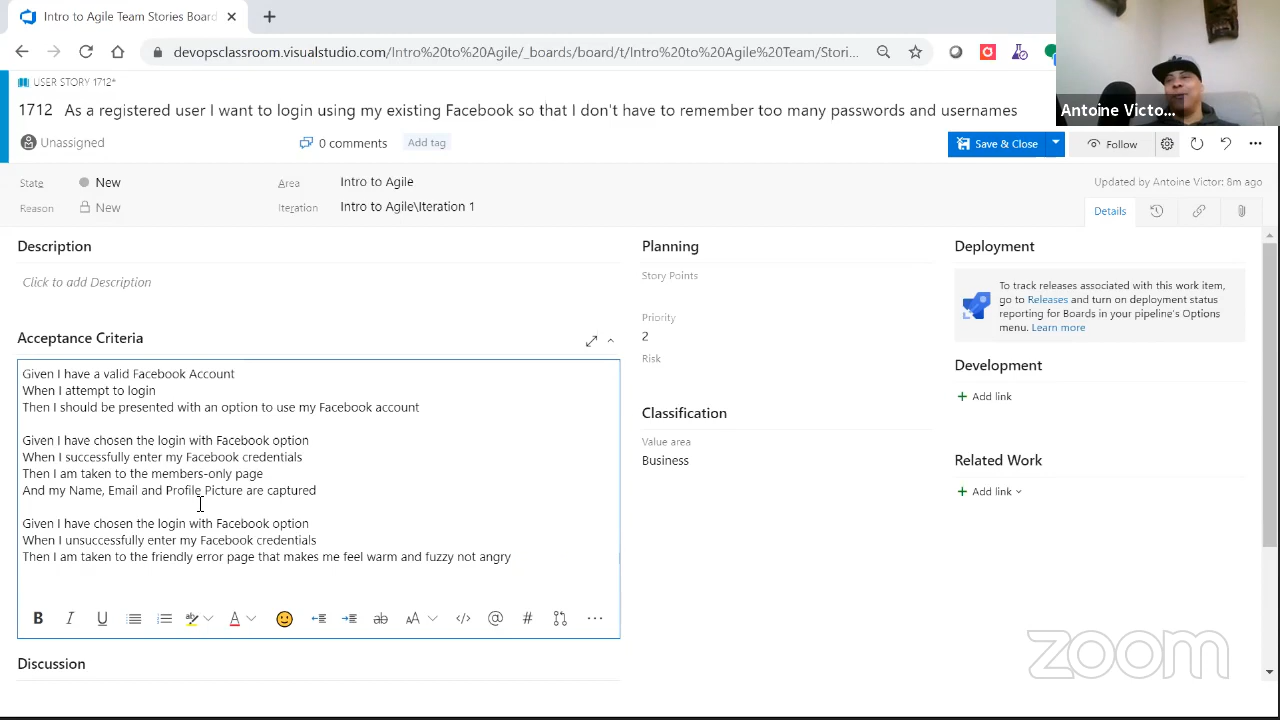 Intro to Agile Team Stories Board
devopsclassroom.visualstudio.com/Intro%20to%20Agile/_boards/board/t/Intro%20to%20Agile%20Team/Stori...
USER STORY 1712*
1712 As a registered user I want to login using my existing Facebook so that I don't have to remember too many passwords and usernames
Antoine Victo...
Unassigned
0 comments
Add tag
Save & Close
Follow
State
New
Area
Intro to Agile
Updated by Antoine Victor: 8m ago
Reason
New
Iteration
Intro to Agile\Iteration 1
Details
Description
Click to add Description
Acceptance Criteria
Given I have a valid Facebook Account
When I attempt to login
Then I should be presented with an option to use my Facebook account
Given I have chosen the login with Facebook option
When I successfully enter my Facebook credentials
Then I am taken to the members-only page
And my Name, Email and Profile Picture are captured
Given I have chosen the login with Facebook option
When I unsuccessfully enter my Facebook credentials
Then I am taken to the friendly error page that makes me feel warm and fuzzy not angry
B I U ab A ab AA </> @ # ...
Discussion
Planning
Story Points
Priority
2
Risk
Classification
Value area
Business
Deployment
To track releases associated with this work item,
go to Releases and turn on deployment status
reporting for Boards in your pipeline's Options
menu. Learn more
Development
+ Add link
Related Work
+ Add link
zoom